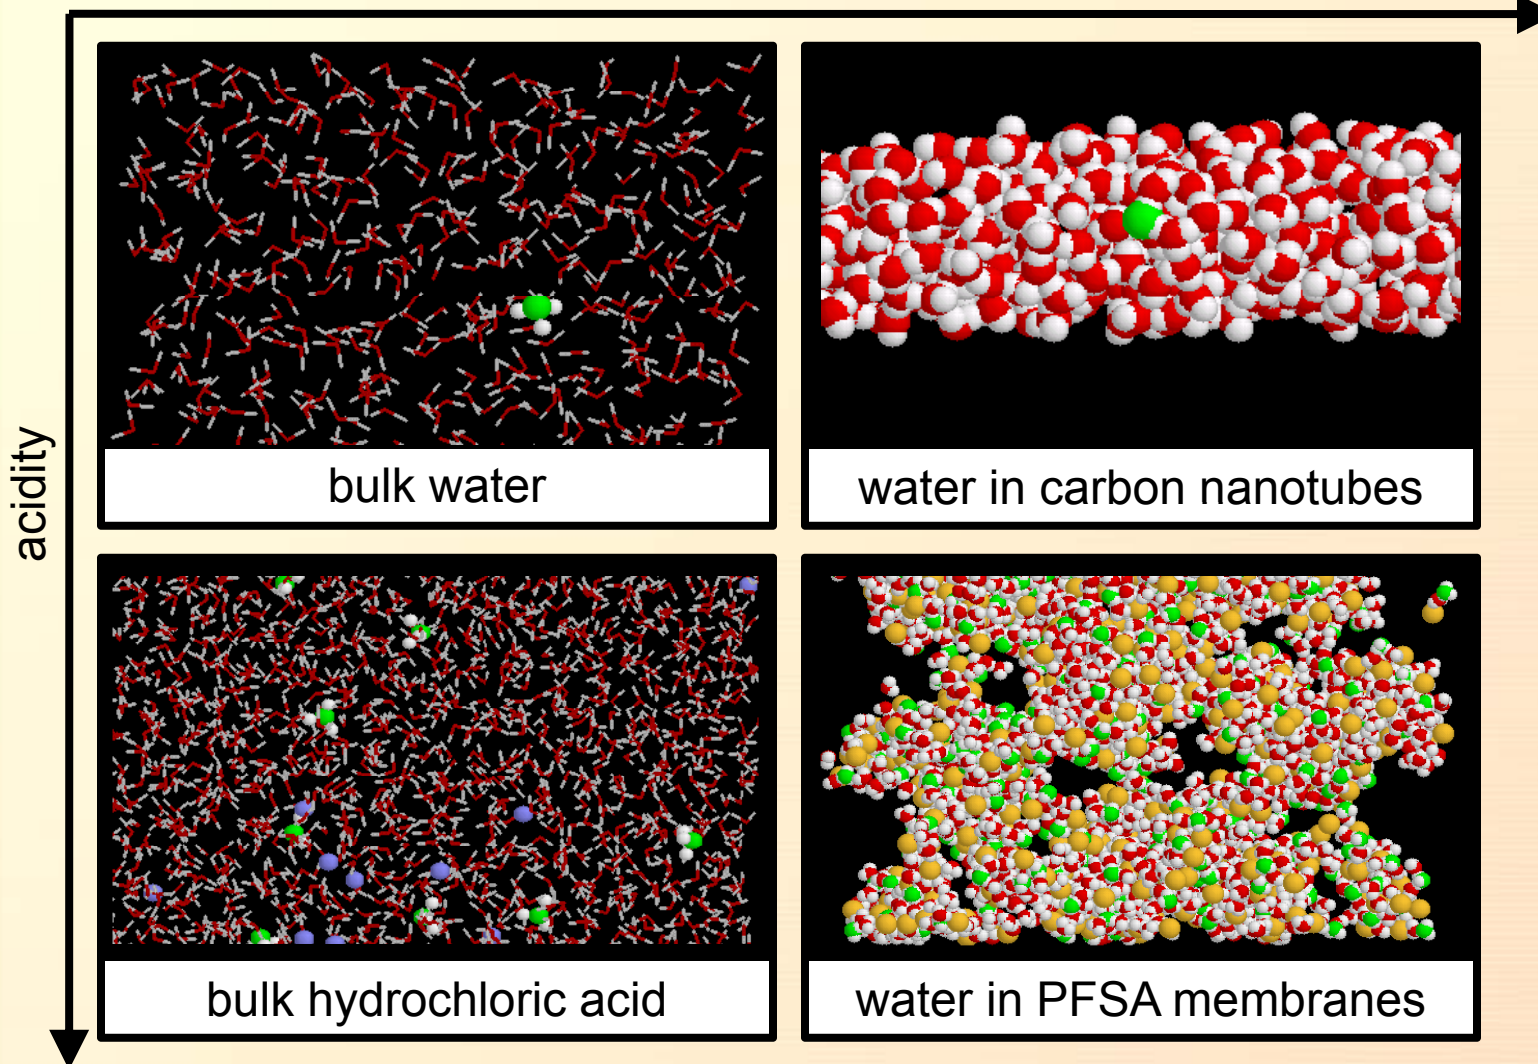 acidity
bulk water
water in carbon nanotubes
bulk hydrochloric acid
water in PFSA membranes